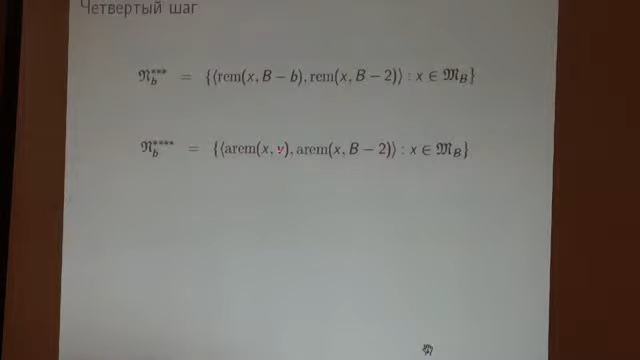 Четвертый шаг
𝔑_b^{***} = {⟨rem(x, B − b), rem(x, B − 2)⟩ : x ∈ 𝔐_B}
𝔑_b^{****} = {⟨arem(x, y), arem(x, B − 2)⟩ : x ∈ 𝔐_B}